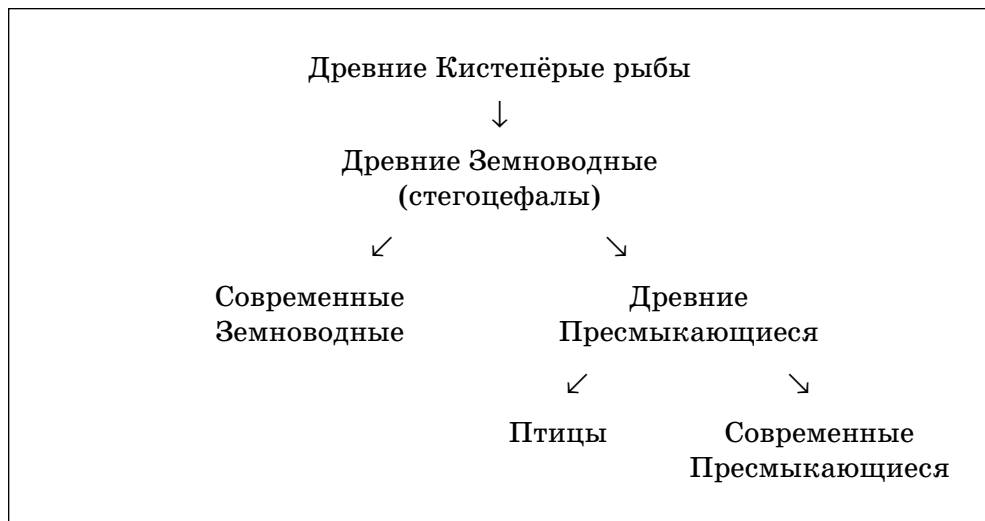 Древние Кистепёрые рыбы
↓
Древние Земноводные
(стегоцефалы)
↙ ↘
Современные Древние
Земноводные Пресмыкающиеся
↙ ↘
Птицы Современные
Пресмыкающиеся